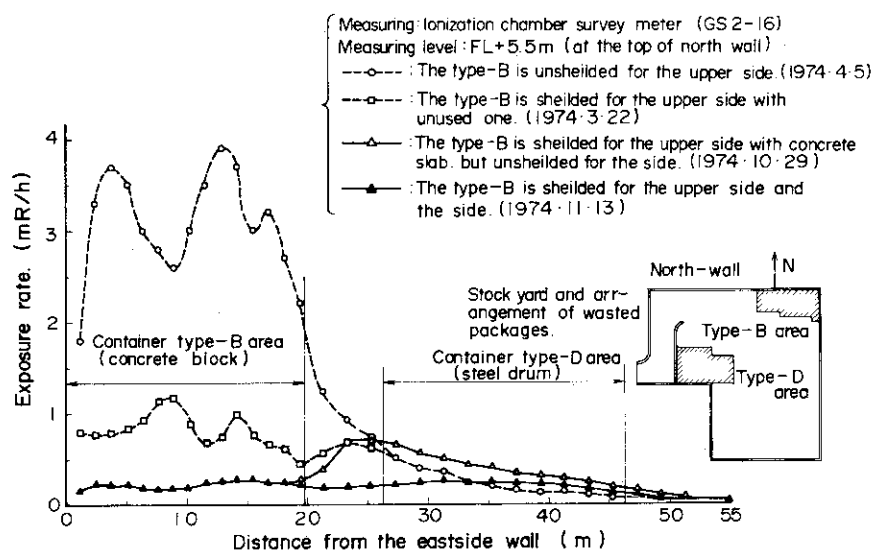 Measuring: Ionization chamber survey meter (GS2-16)
Measuring level: FL+5.5m (at the top of north wall)
: The type-B is unsheilded for the upper side. (1974·4·5)
: The type-B is sheilded for the upper side with
unused one. (1974·3·22)
: The type-B is sheilded for the upper side with concrete
slab. but unsheilded for the side. (1974·10·29)
: The type-B is sheilded for the upper side and
the side. (1974·11·13)
Exposure rate. (mR/h)
4
3
2
1
0
Container type-B area
(concrete block)
Stock yard and arr-
angement of wasted
packages.
Container type-D area
(steel drum)
North-wall
N
Type-B
area
Type-D
area
0
10
20
30
40
50
55
Distance from the eastside wall (m)